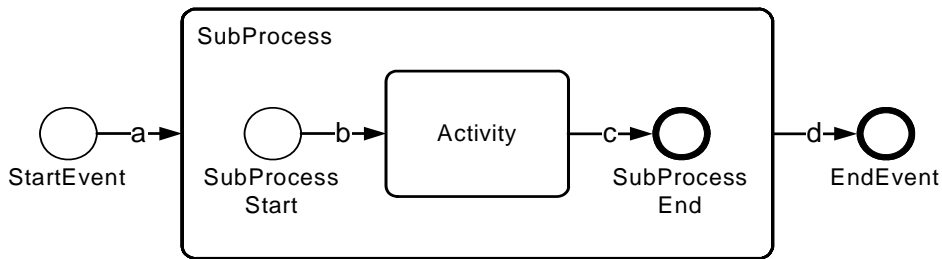 SubProcess
a
b
Activity
c
d
StartEvent
SubProcess
Start
SubProcess
End
EndEvent